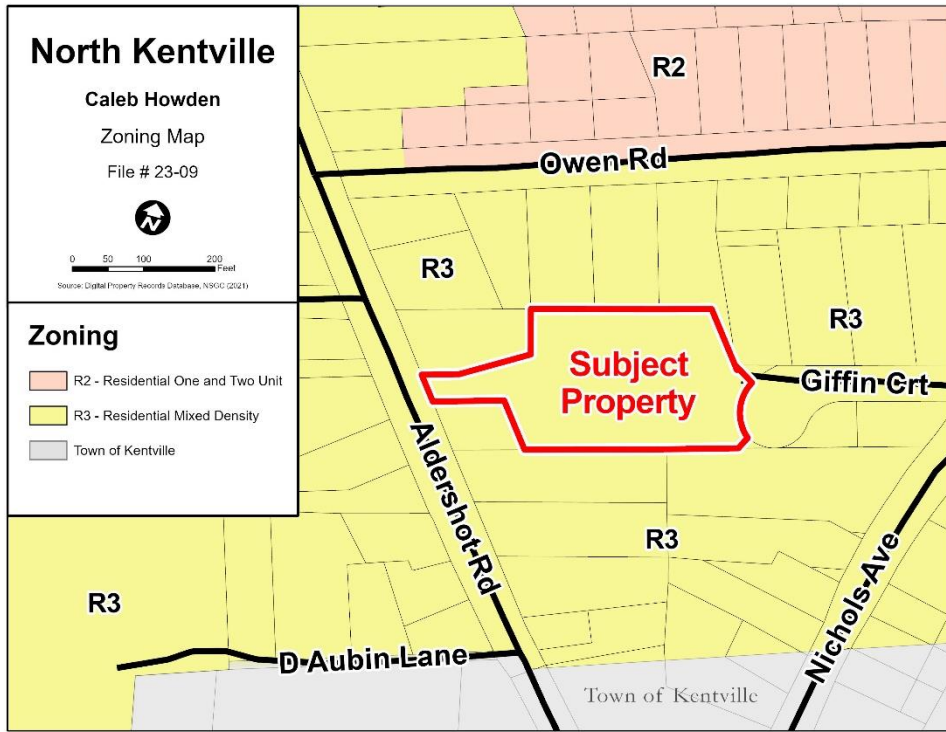 North Kentville
Caleb Howden
Zoning Map
File # 23-09
N
0 50 100 200
Feet
Source: Digital Property Records Database, NSGC (2021)
Zoning
R2 - Residential One and Two Unit
R3 - Residential Mixed Density
Town of Kentville
R2
Owen Rd
R3
R3
Subject
Property
Giffin Crt
Aldershot Rd
R3
R3
Nichols Ave
D Aubin Lane
Town of Kentville